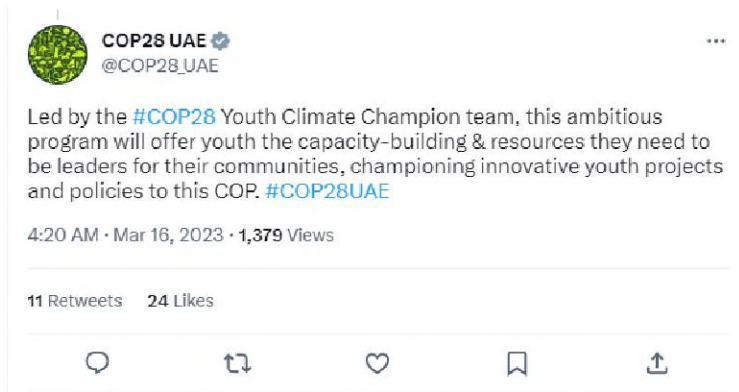 COP28 UAE
@COP28_UAE
Led by the #COP28 Youth Climate Champion team, this ambitious
program will offer youth the capacity-building & resources they need to
be leaders for their communities, championing innovative youth projects
and policies to this COP. #COP28UAE
4:20 AM · Mar 16, 2023 · 1,379 Views
11 Retweets 24 Likes